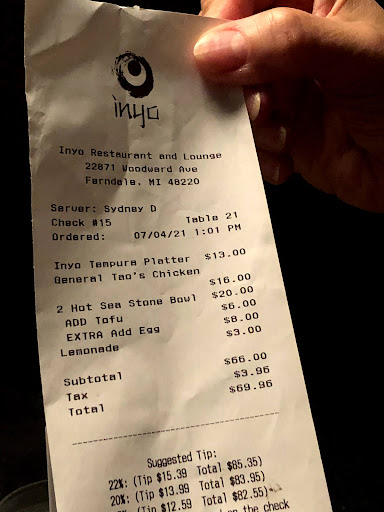 inyo
Inyo Restaurant and Lounge
22871 Woodward Ave
Ferndale, MI 48220
Server: Sydney D
Check #15 Table 21
Ordered: 07/04/21 1:01 PM
Inyo Tempura Platter $13.00
General Tao's Chicken $16.00
2 Hot Sea Stone Bowl $20.00
ADD Tofu $6.00
EXTRA Add Egg $8.00
Lemonade $3.00
Subtotal $66.00
Tax $3.96
Total $69.96
Suggested Tip:
22%: (Tip $15.39 Total $85.35)
20%: (Tip $13.99 Total $83.95)
(Tip $12.59 Total $82.55)
on the check